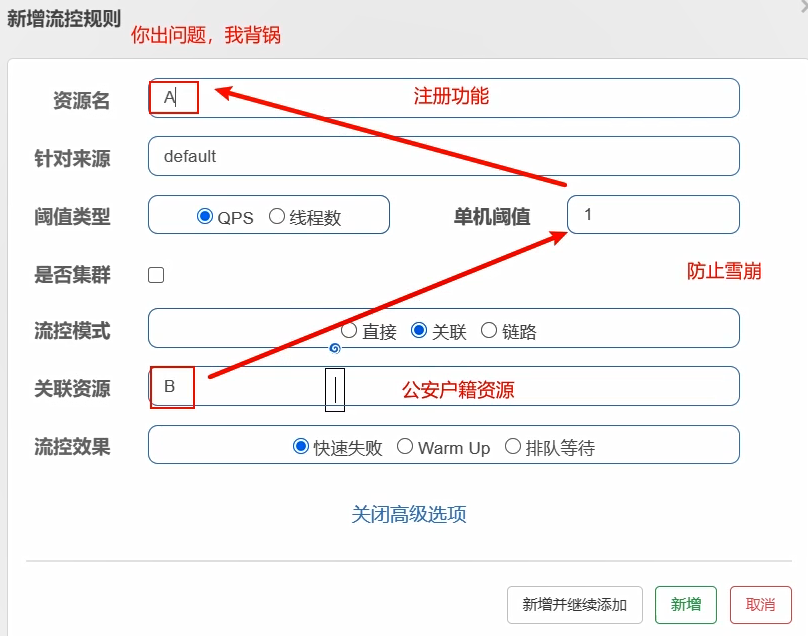 新增流控规则
你出问题，我背锅
资源名 A 注册功能
针对来源 default
阈值类型 QPS 线程数 单机阈值 1
是否集群
防止雪崩
流控模式 直接 关联 链路
关联资源 B 公安户籍资源
流控效果 快速失败 Warm Up 排队等待
关闭高级选项
新增并继续添加 新增 取消